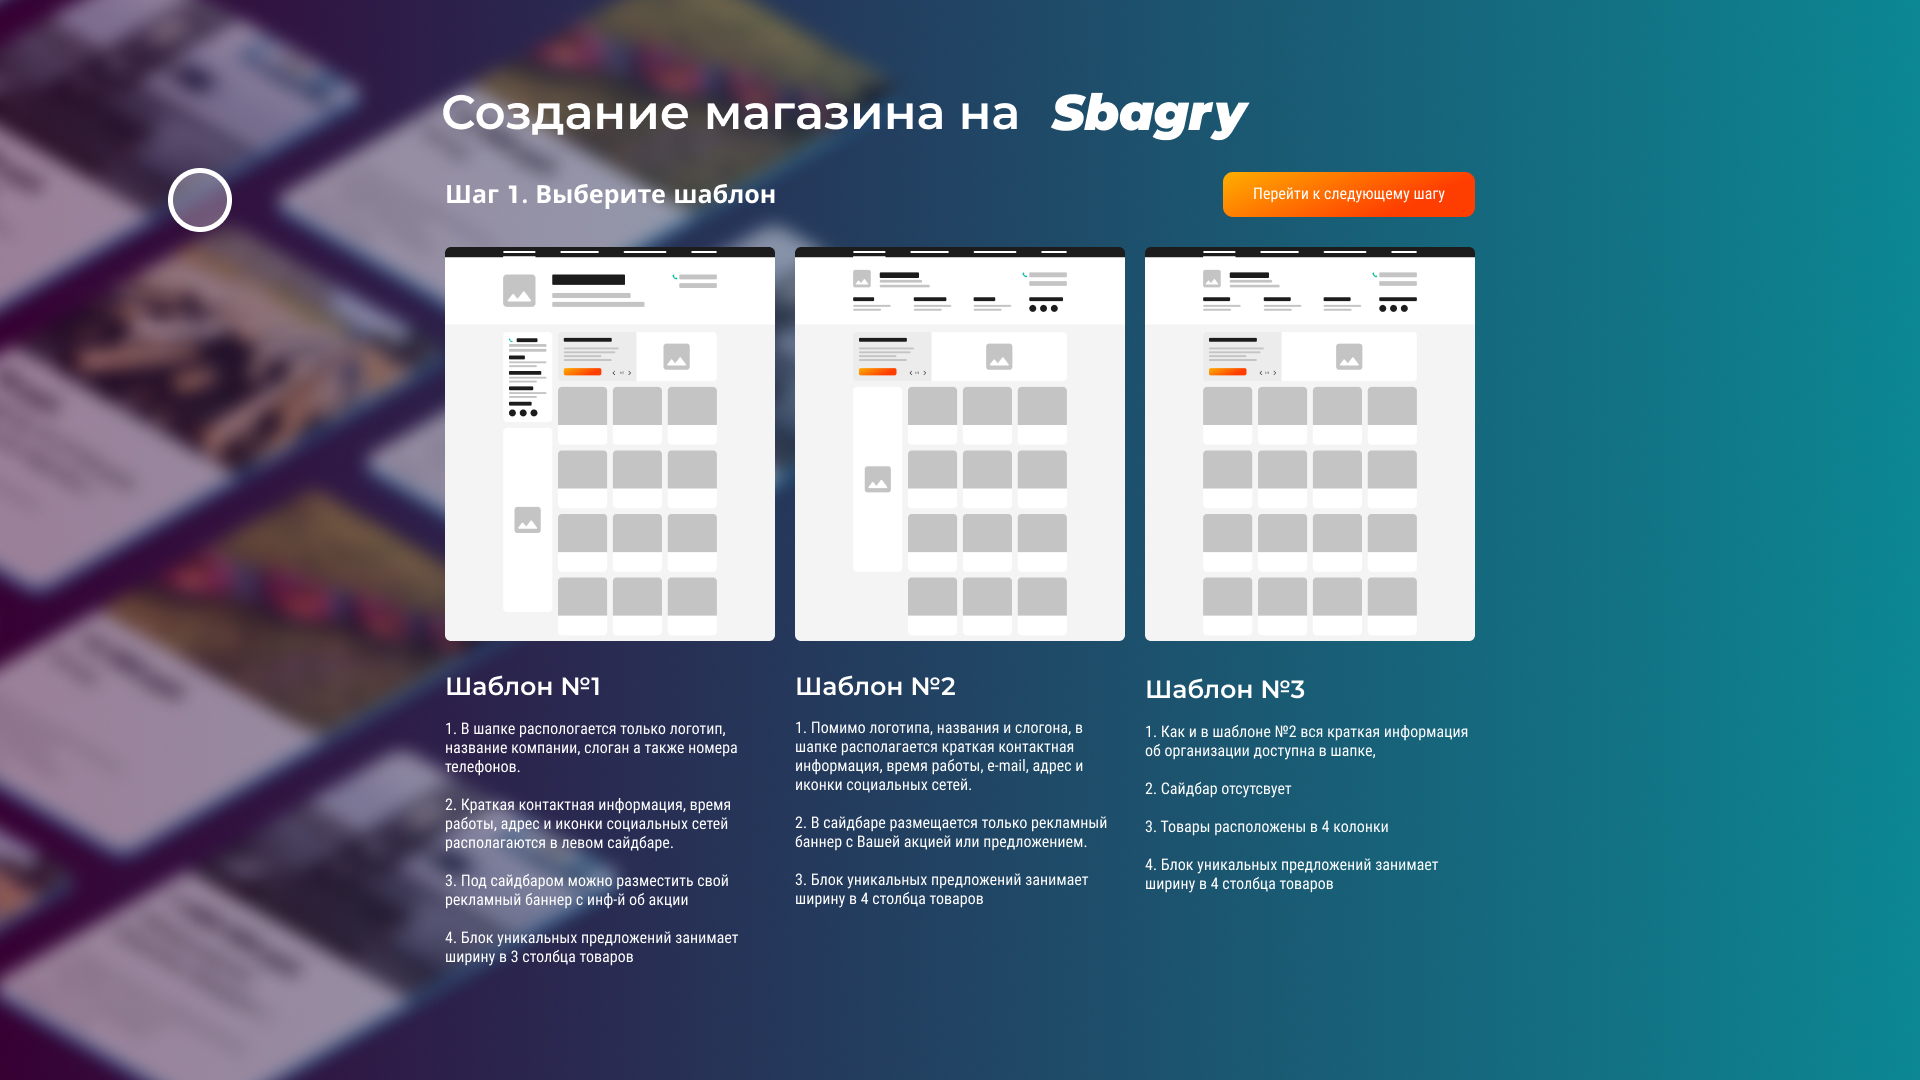 Создание магазина на Sbagry
Шаг 1. Выберите шаблон
Перейти к следующему шагу
Шаблон №1
1. В шапке распологается только логотип,
название компании, слоган а также номера
телефонов.
2. Краткая контактная информация, время
работы, адрес и иконки социальных сетей
располагаются в левом сайдбаре.
3. Под сайдбаром можно разместить свой
рекламный баннер с инф-й об акции
4. Блок уникальных предложений занимает
ширину в 3 столбца товаров
Шаблон №2
1. Помимо логотипа, названия и слогона, в
шапке располагается краткая контактная
информация, время работы, e-mail, адрес и
иконки социальных сетей.
2. В сайдбаре размещается только рекламный
баннер с Вашей акцией или предложением.
3. Блок уникальных предложений занимает
ширину в 4 столбца товаров
Шаблон №3
1. Как и в шаблоне №2 вся краткая информация
об организации доступна в шапке,
2. Сайдбар отсутсвует
3. Товары расположены в 4 колонки
4. Блок уникальных предложений занимает
ширину в 4 столбца товаров